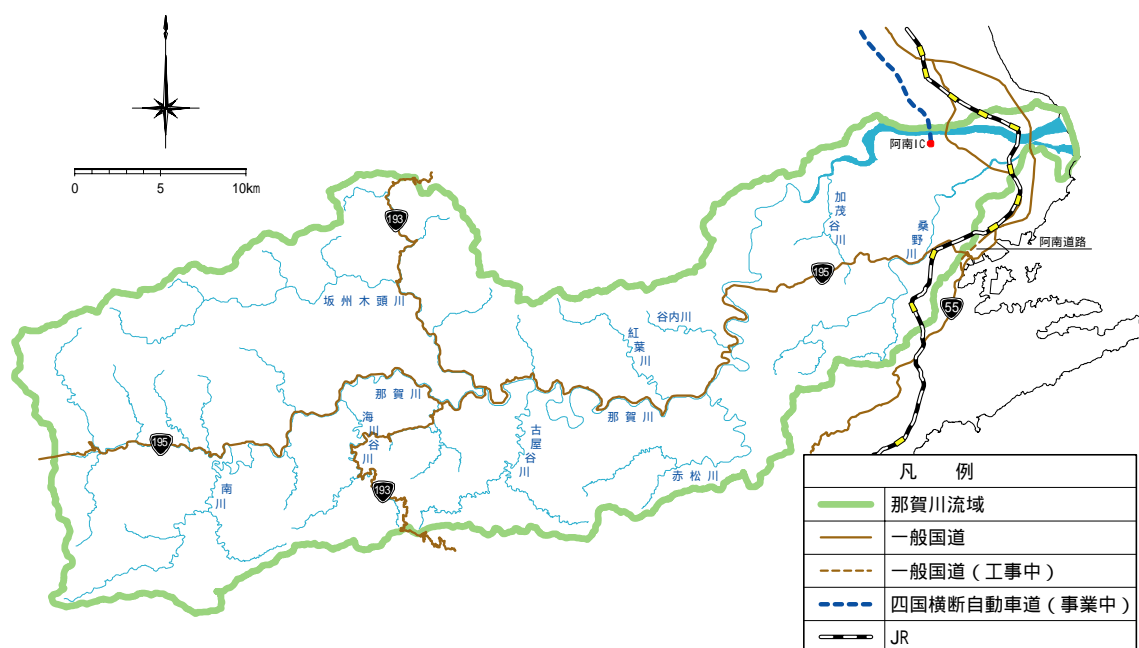 0 5 10km
193
阿南IC
加茂谷川
桑野川
阿南道路
195
55
坂州木頭川
谷内川
紅葉川
那賀川
那賀川
海川谷川
古屋谷川
195
南川
193
赤松川
凡 例
那賀川流域
一般国道
一般国道(工事中)
四国横断自動車道(事業中)
JR